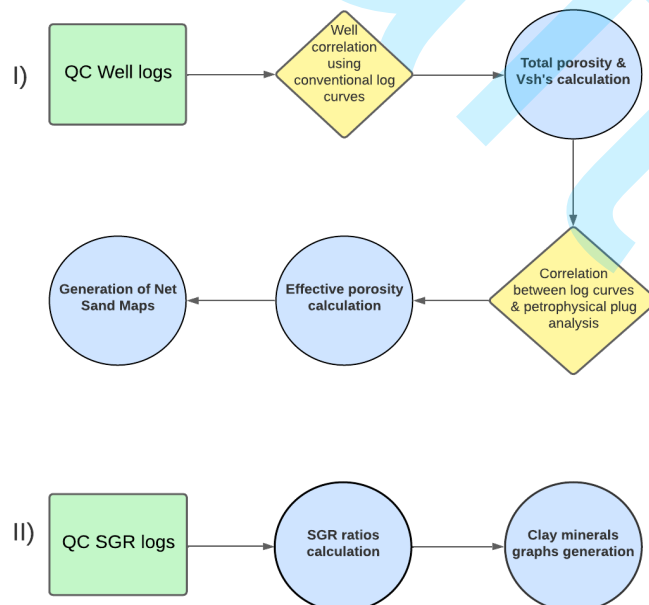 I)
QC Well logs
Well
correlation
using
conventional log
curves
Total porosity &
Vsh's calculation
Generation of Net
Sand Maps
Effective porosity
calculation
Correlation
between log curves
& petrophysical plug
analysis
II)
QC SGR logs
SGR ratios
calculation
Clay minerals
graphs generation